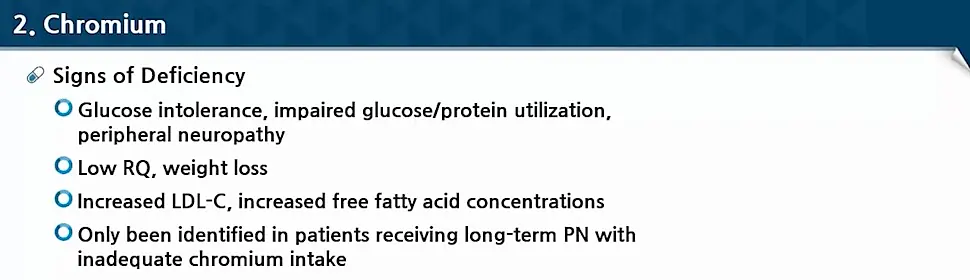 2. Chromium
Signs of Deficiency
Glucose intolerance, impaired glucose/protein utilization,
peripheral neuropathy
Low RQ, weight loss
Increased LDL-C, increased free fatty acid concentrations
Only been identified in patients receiving long-term PN with
inadequate chromium intake